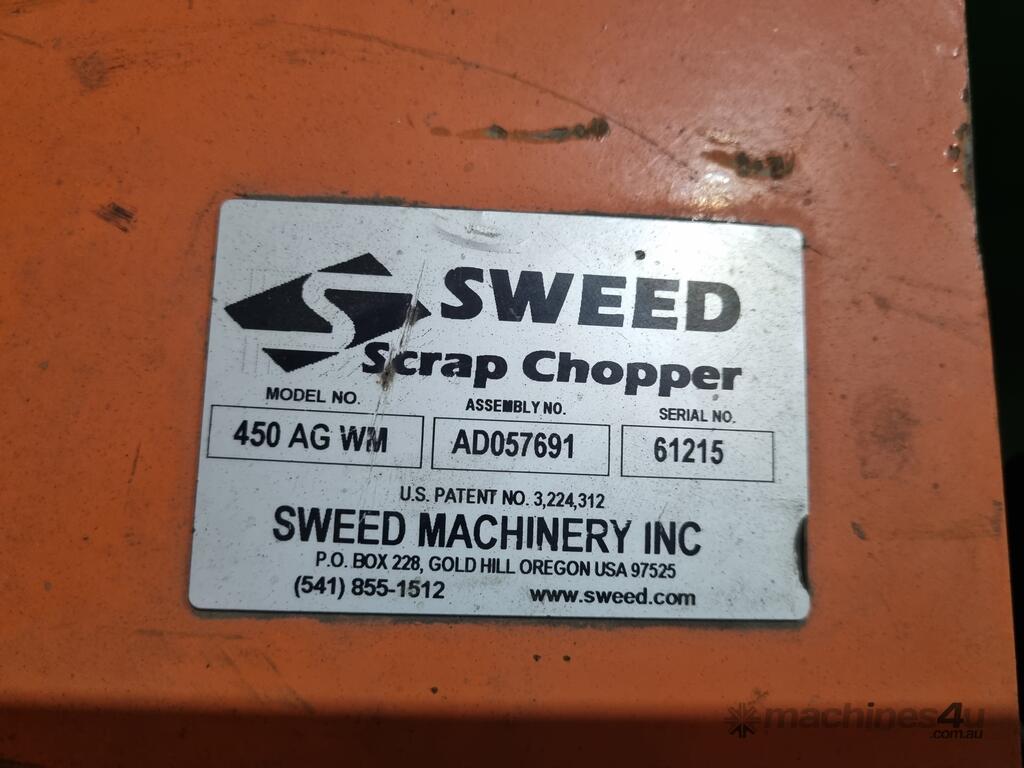 SWEED
Scrap Chopper
MODEL NO. ASSEMBLY NO. SERIAL NO.
450 AG WM AD057691 61215
U.S. PATENT NO. 3,224,312
SWEED MACHINERY INC
P.O. BOX 228, GOLD HILL OREGON USA 97525
(541) 855-1512 www.sweed.com
machines4u
.com.au